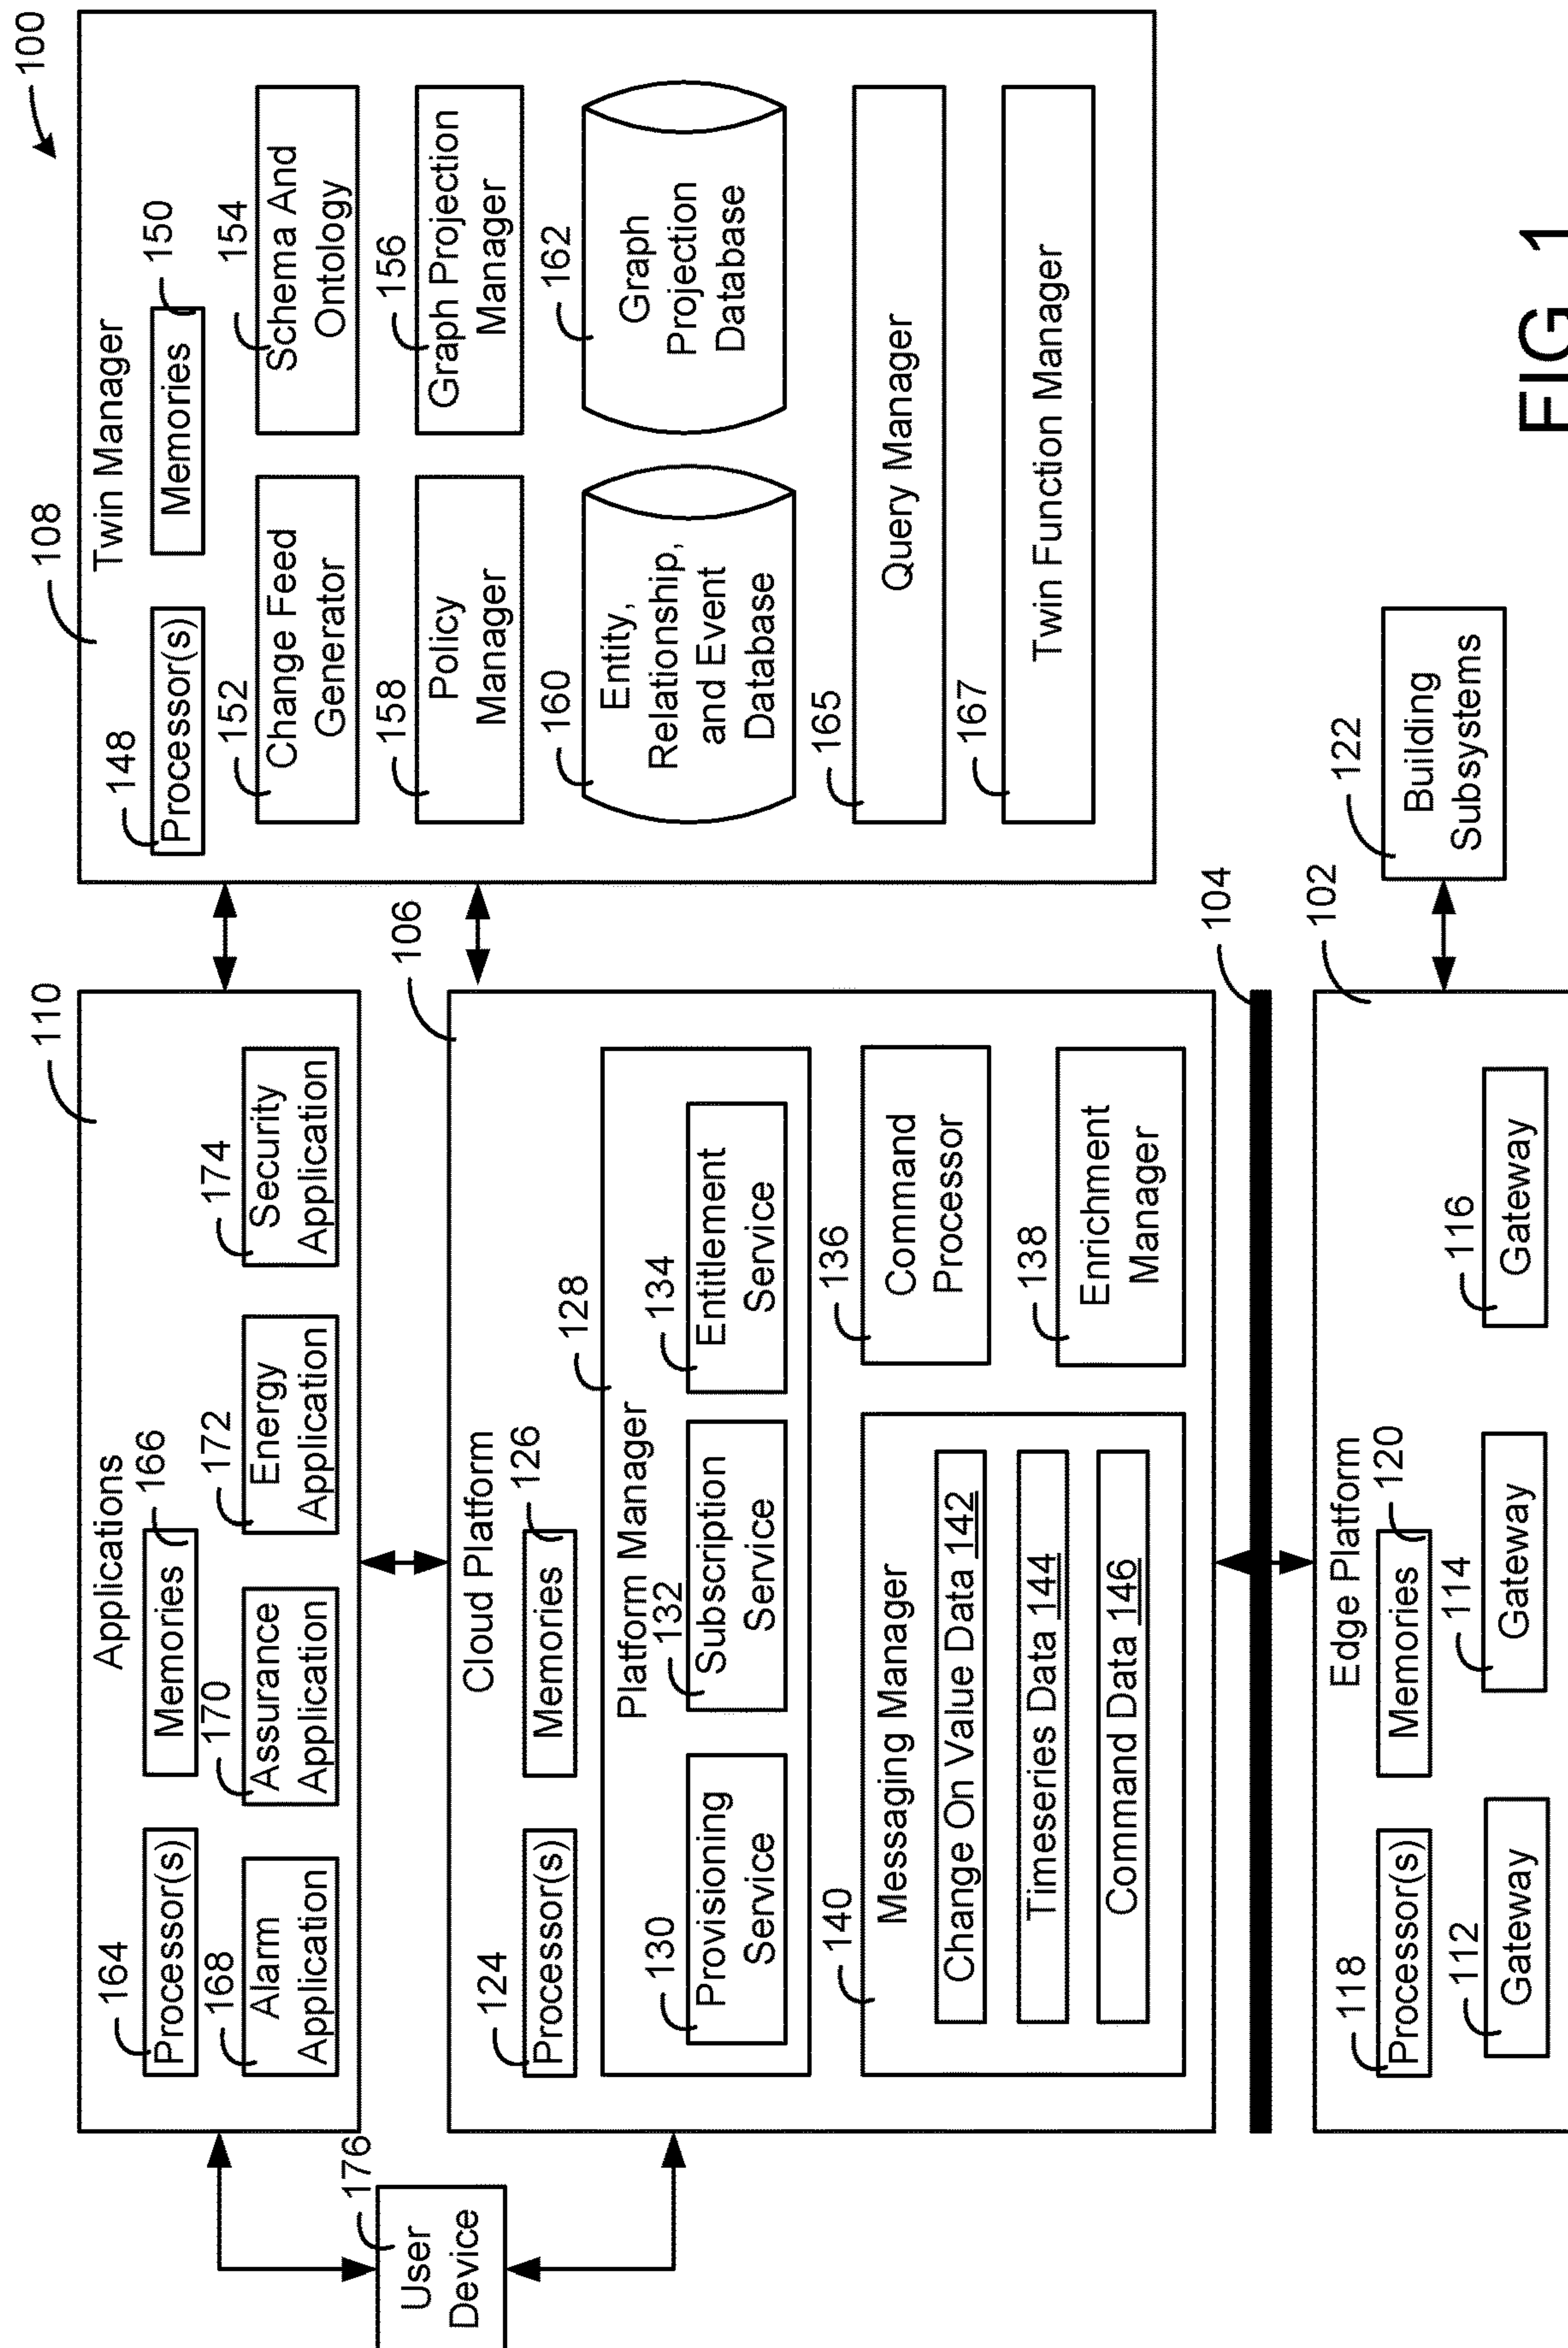 100
110
Applications
164
Processor(s)
166
Memories
168
Alarm
Application
170
Assurance
Application
172
Energy
Application
174
Security
Application
176
User
Device
106
Cloud Platform
124
Processor(s)
126
Memories
128
Platform Manager
130
Provisioning
Service
132
Subscription
Service
134
Entitlement
Service
140
Messaging Manager
Change On Value Data 142
Timeseries Data 144
Command Data 146
136
Command
Processor
138
Enrichment
Manager
104
102
Edge Platform
118
Processor(s)
120
Memories
112
Gateway
114
Gateway
116
Gateway
122
Building
Subsystems
108
Twin Manager
148
Processor(s)
150
Memories
152
Change Feed
Generator
154
Schema And
Ontology
158
Policy
Manager
156
Graph Projection
Manager
160
Entity,
Relationship,
and Event
Database
162
Graph
Projection
Database
165
Query Manager
167
Twin Function Manager
FIG. 1